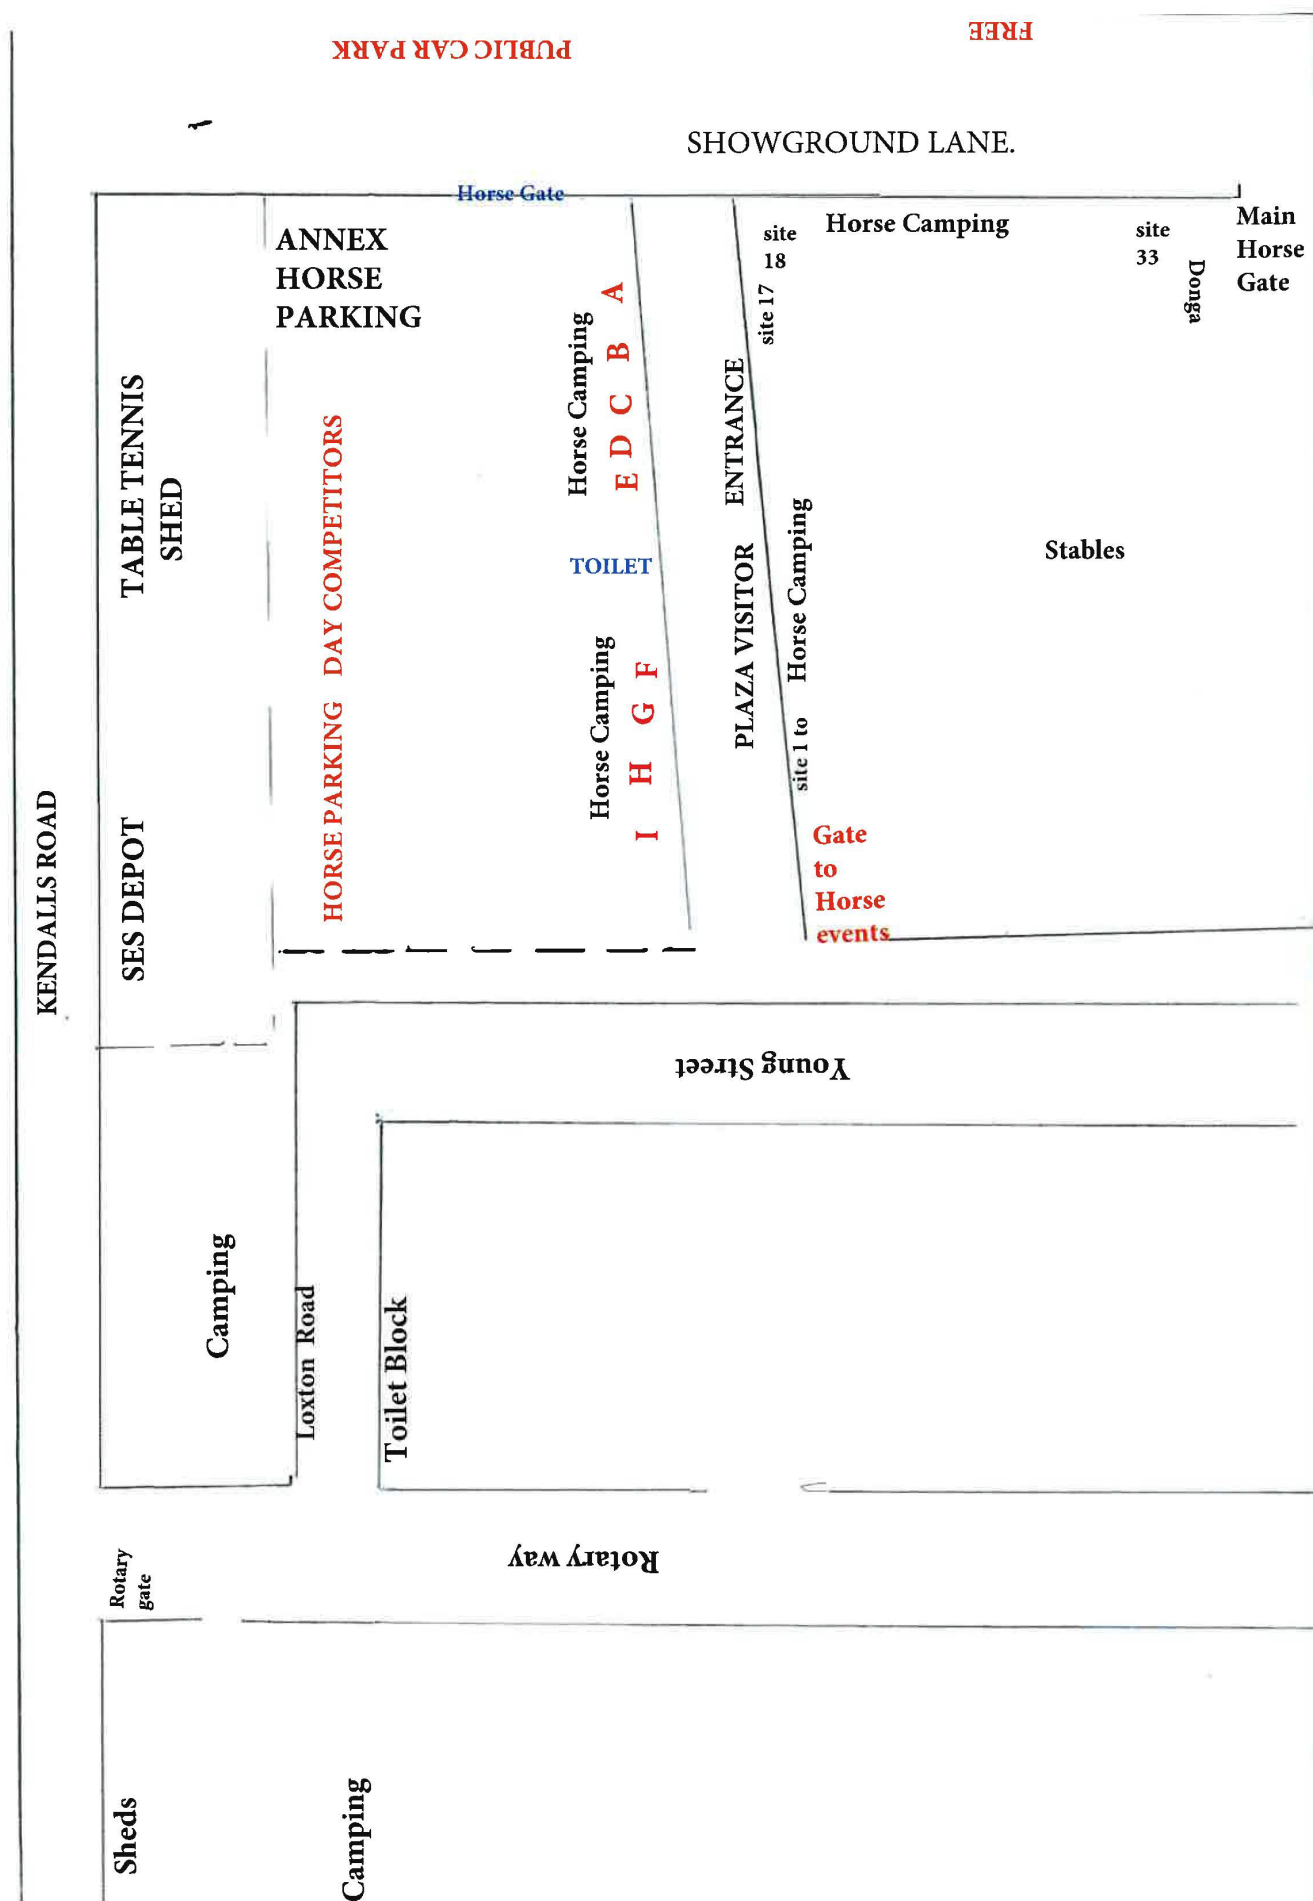 PUBLIC CAR PARK
FREE
SHOWGROUND LANE.
Horse Gate
ANNEX
HORSE
PARKING
site
18
Horse Camping
site
33
Main
Horse
Gate
Donga
site 17
A
B
C
D
E
Horse Camping
TABLE TENNIS
SHED
HORSE PARKING DAY COMPETITORS
TOILET
PLAZA VISITOR ENTRANCE
site 1 to Horse Camping
Stables
Horse Camping
F
G
H
I
KENDALLS ROAD
SES DEPOT
Gate
to
Horse
events
Young Street
Camping
Loxton Road
Toilet Block
Rotary
gate
Rotary way
Sheds
Camping